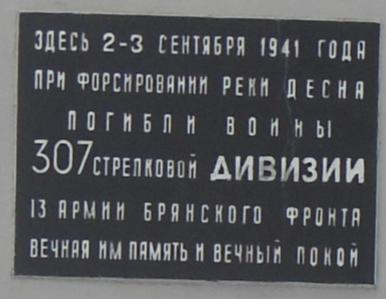 ЗДЕСЬ 2-3 СЕНТЯБРЯ 1941 ГОДА
ПРИ ФОРСИРОВАНИИ РЕКИ ДЕСНА
ПОГИБЛИ ВОИНЫ
307 СТРЕЛКОВОЙ ДИВИЗИИ
13 АРМИИ БРЯНСКОГО ФРОНТА
ВЕЧНАЯ ИМ ПАМЯТЬ И ВЕЧНЫЙ ПОКОЙ